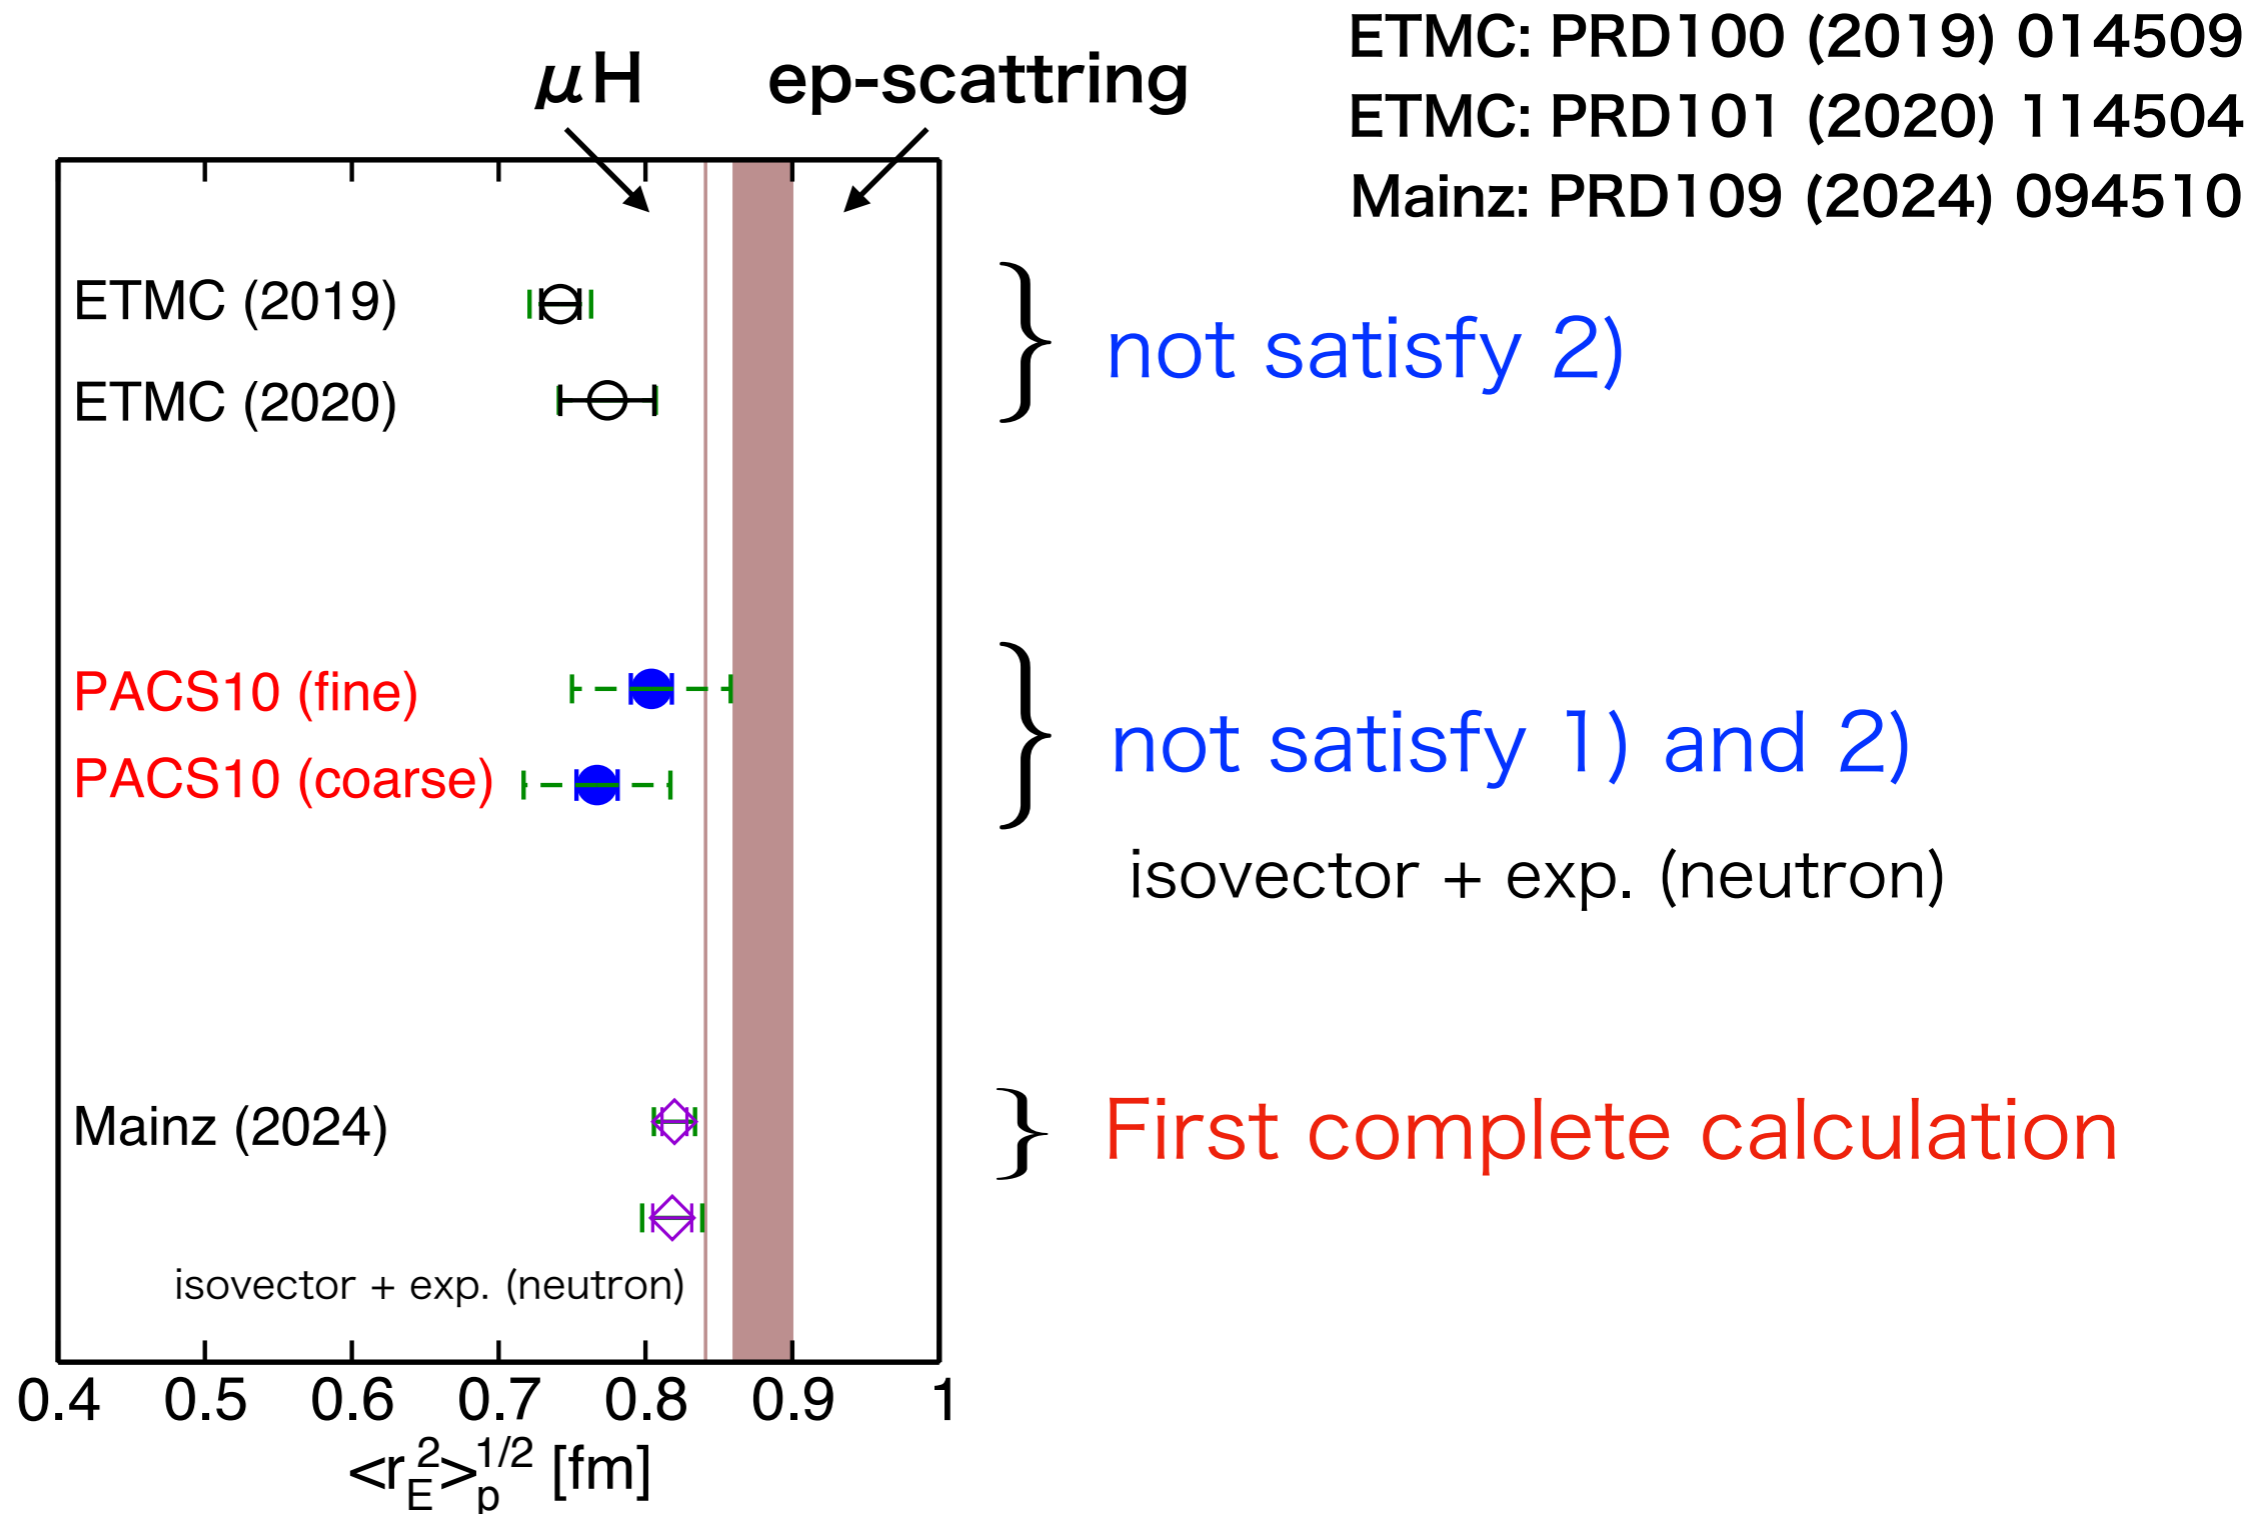 ETMC: PRD100 (2019) 014509
ETMC: PRD101 (2020) 114504
Mainz: PRD109 (2024) 094510
μH
ep-scattring
ETMC (2019)
ETMC (2020)
not satisfy 2)
PACS10 (fine)
PACS10 (coarse)
not satisfy 1) and 2)
isovector + exp. (neutron)
Mainz (2024)
First complete calculation
isovector + exp. (neutron)
0.4 0.5 0.6 0.7 0.8 0.9 1
<r_E^2>_p^1/2 [fm]